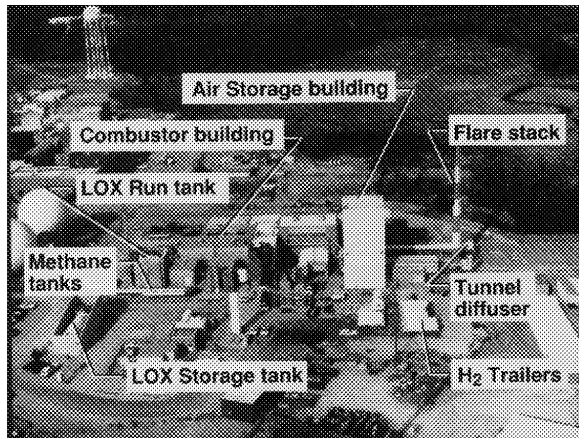 Air Storage building
Combustor building
Flare stack
LOX Run tank
Methane
tanks
Tunnel
diffuser
LOX Storage tank
H₂ Trailers